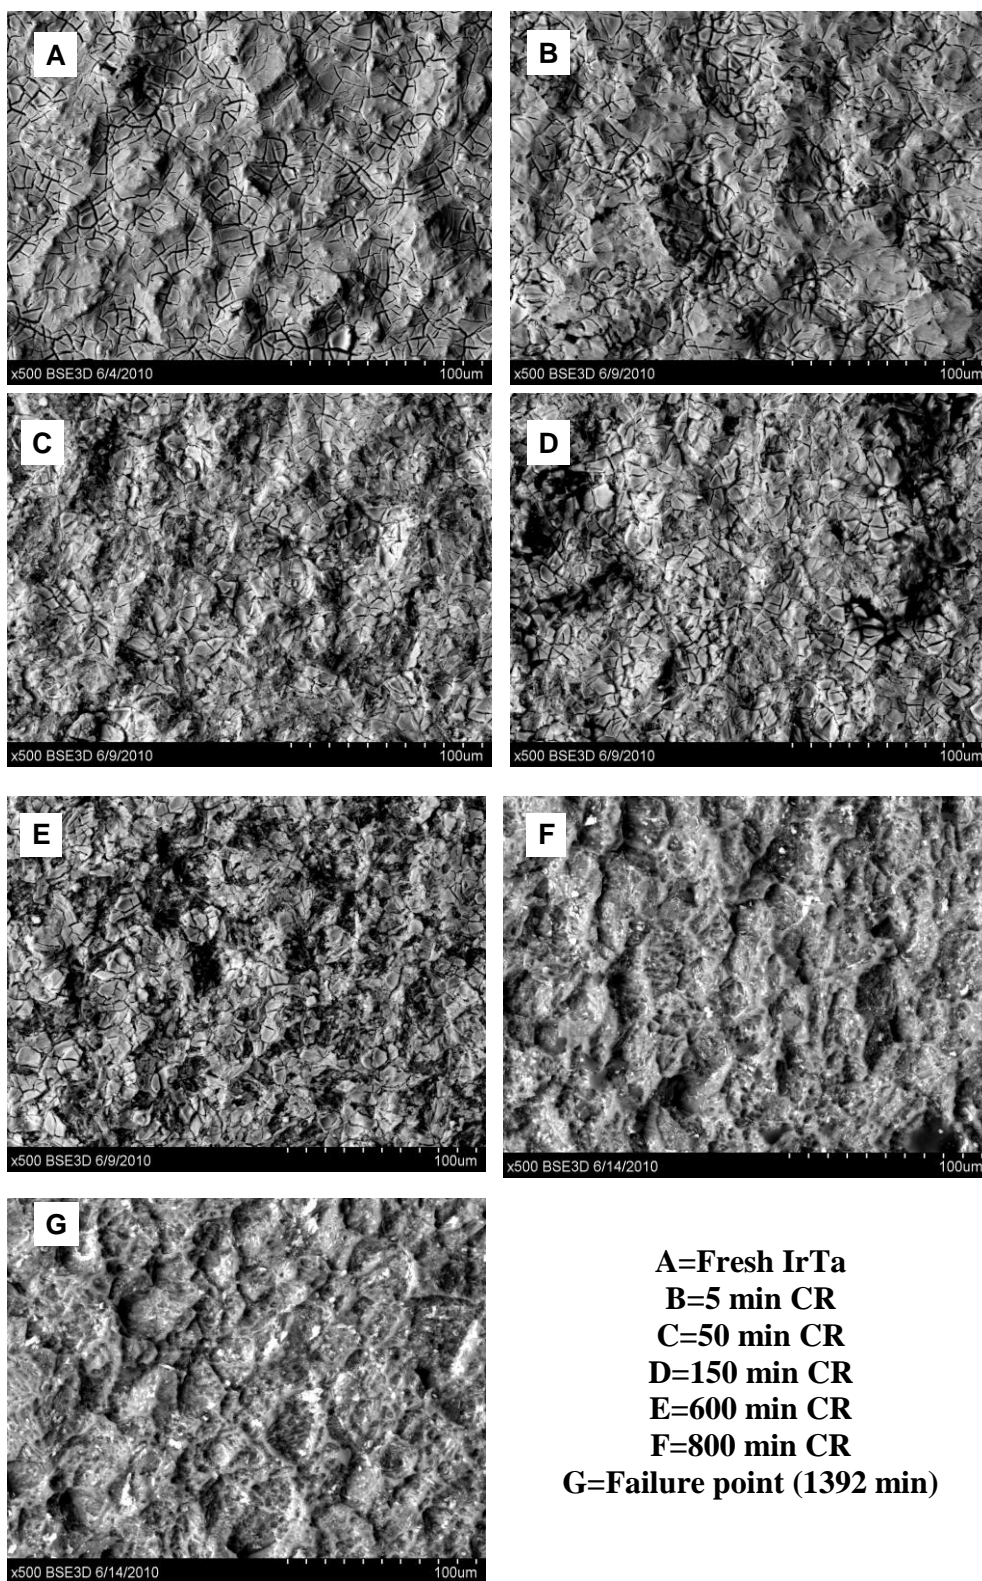 A
B
x500 BSE3D 6/4/2010 100um
x500 BSE3D 6/9/2010 100um
C
D
x500 BSE3D 6/9/2010 100um
x500 BSE3D 6/9/2010 100um
E
F
x500 BSE3D 6/9/2010 100um
x500 BSE3D 6/14/2010 100um
G
x500 BSE3D 6/14/2010 100um
A=Fresh IrTa
B=5 min CR
C=50 min CR
D=150 min CR
E=600 min CR
F=800 min CR
G=Failure point (1392 min)